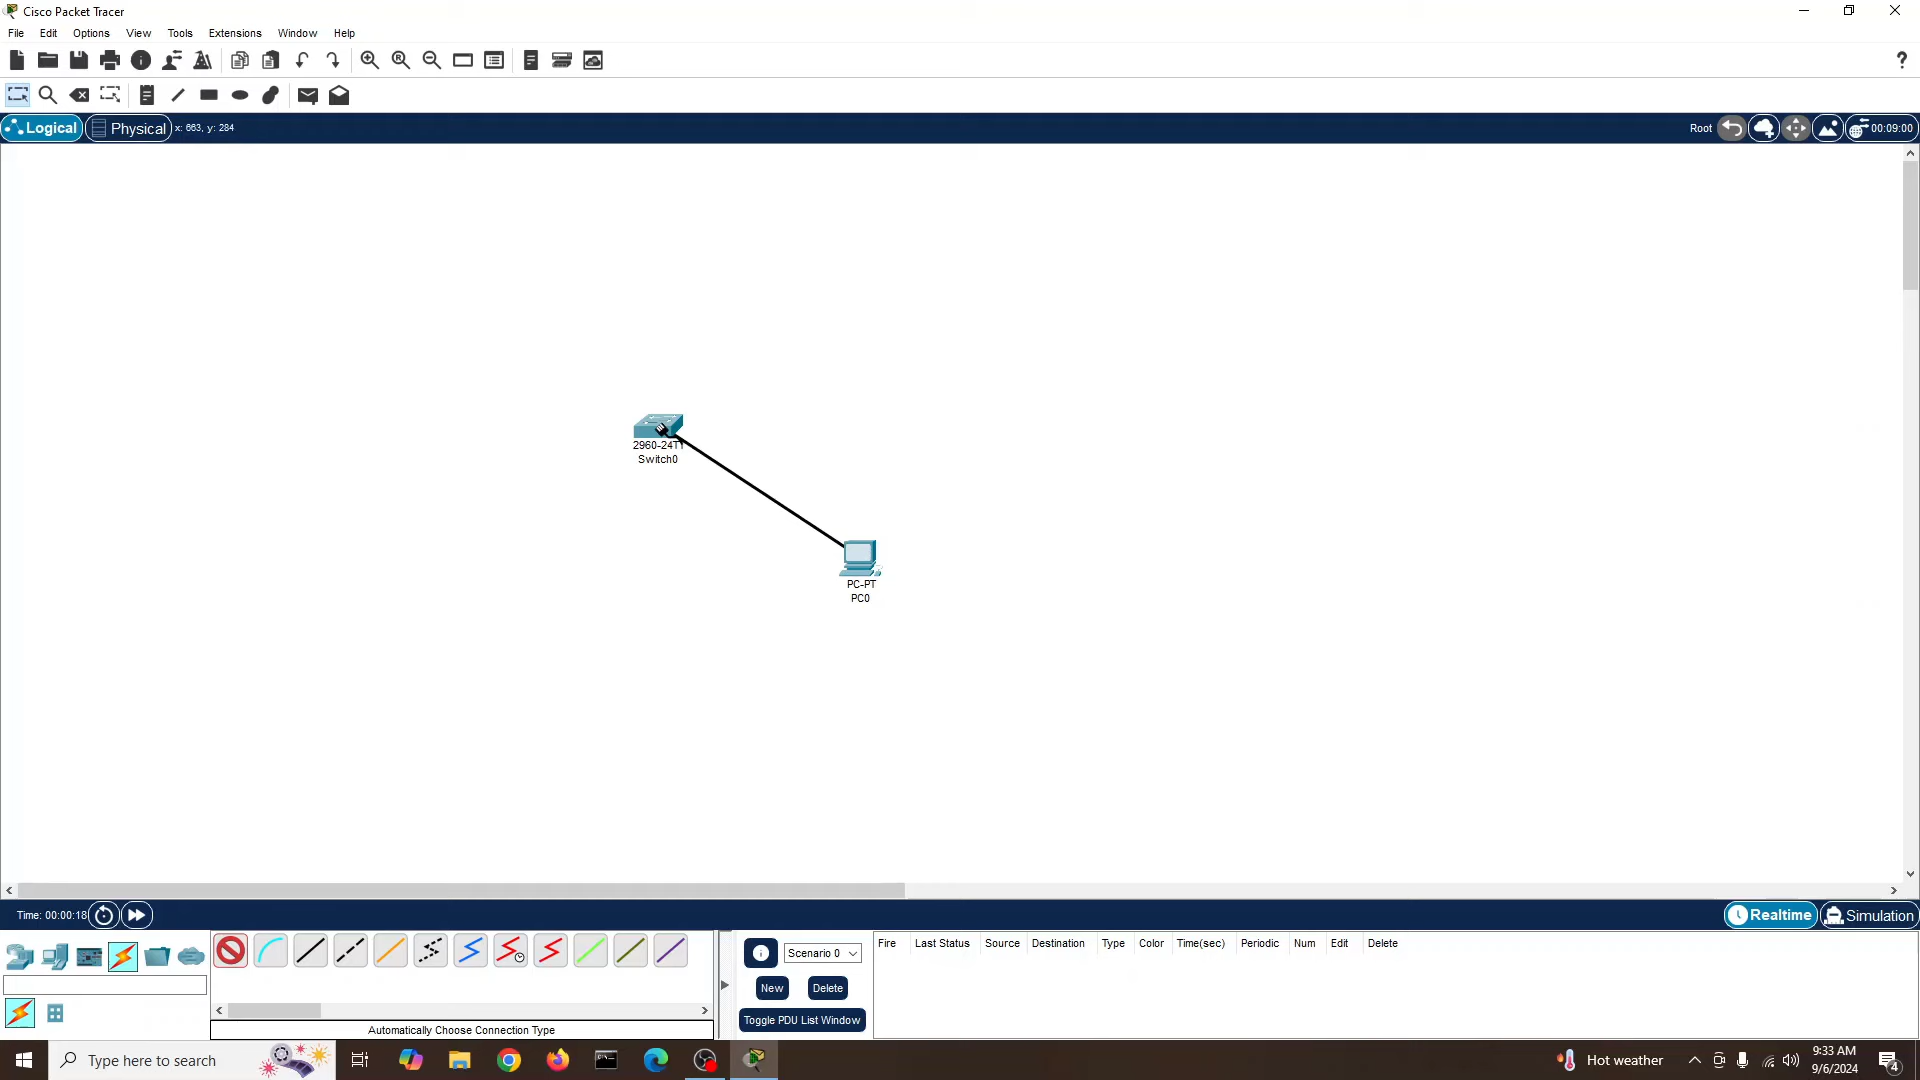 Cisco Packet Tracer
File Edit Options View Tools Extensions Window Help
?
Logical Physical x: 663, y: 284 Root 00:09:00
2960-24TT
Switch0
PC-PT
PC0
Time: 00:00:18 Realtime Simulation
Scenario 0
New Delete
Toggle PDU List Window
Fire Last Status Source Destination Type Color Time(sec) Periodic Num Edit Delete
Automatically Choose Connection Type
Type here to search
Hot weather
9:33 AM
9/6/2024
4